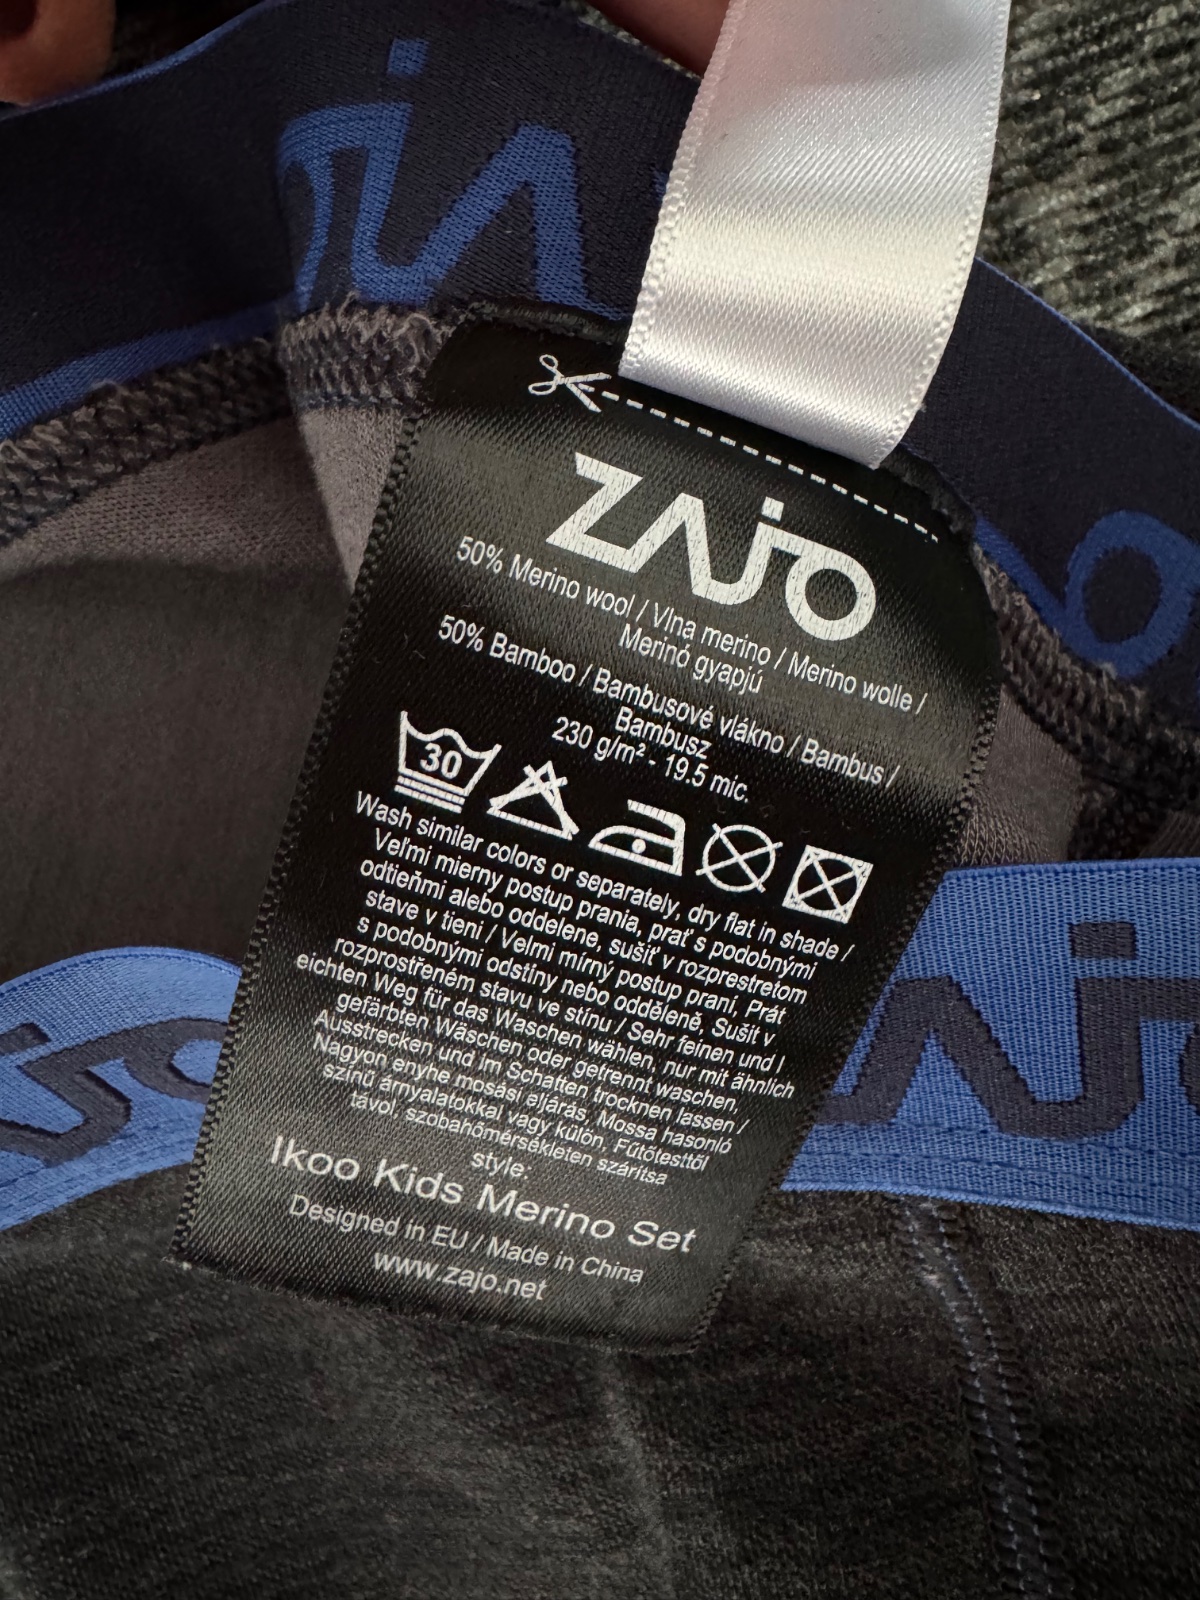 ZAJO
50% Merino wool / Vlna merino / Merino wolle /
Merinó gyapjú
50% Bamboo / Bambusové vlákno / Bambus /
Bambusz
230 g/m² - 19.5 mic.
30
Wash similar colors or separately, dry flat in shade /
Veľmi mierny postup prania, prať s podobnými
odtieňmi alebo oddelene, sušiť v rozprestretom
stave v tieni / Velmi mírný postup praní, Prát
s podobnými odstíny nebo odděleně, Sušit v
rozprostřeném stavu ve stínu / Sehr feinen und l
eichten Weg für das Waschen wählen, nur mit ähnlich
gefärbten Wäschen oder getrennt waschen,
Ausstrecken und im Schatten trocknen lassen /
Nagyon enyhe mosási eljárás, Mossa hasonló
színű árnyalatokkal vagy külön, Fűtőtesttől
távol, szobahőmérsékleten szárítsa
style:
Ikoo Kids Merino Set
Designed in EU / Made in China
www.zajo.net